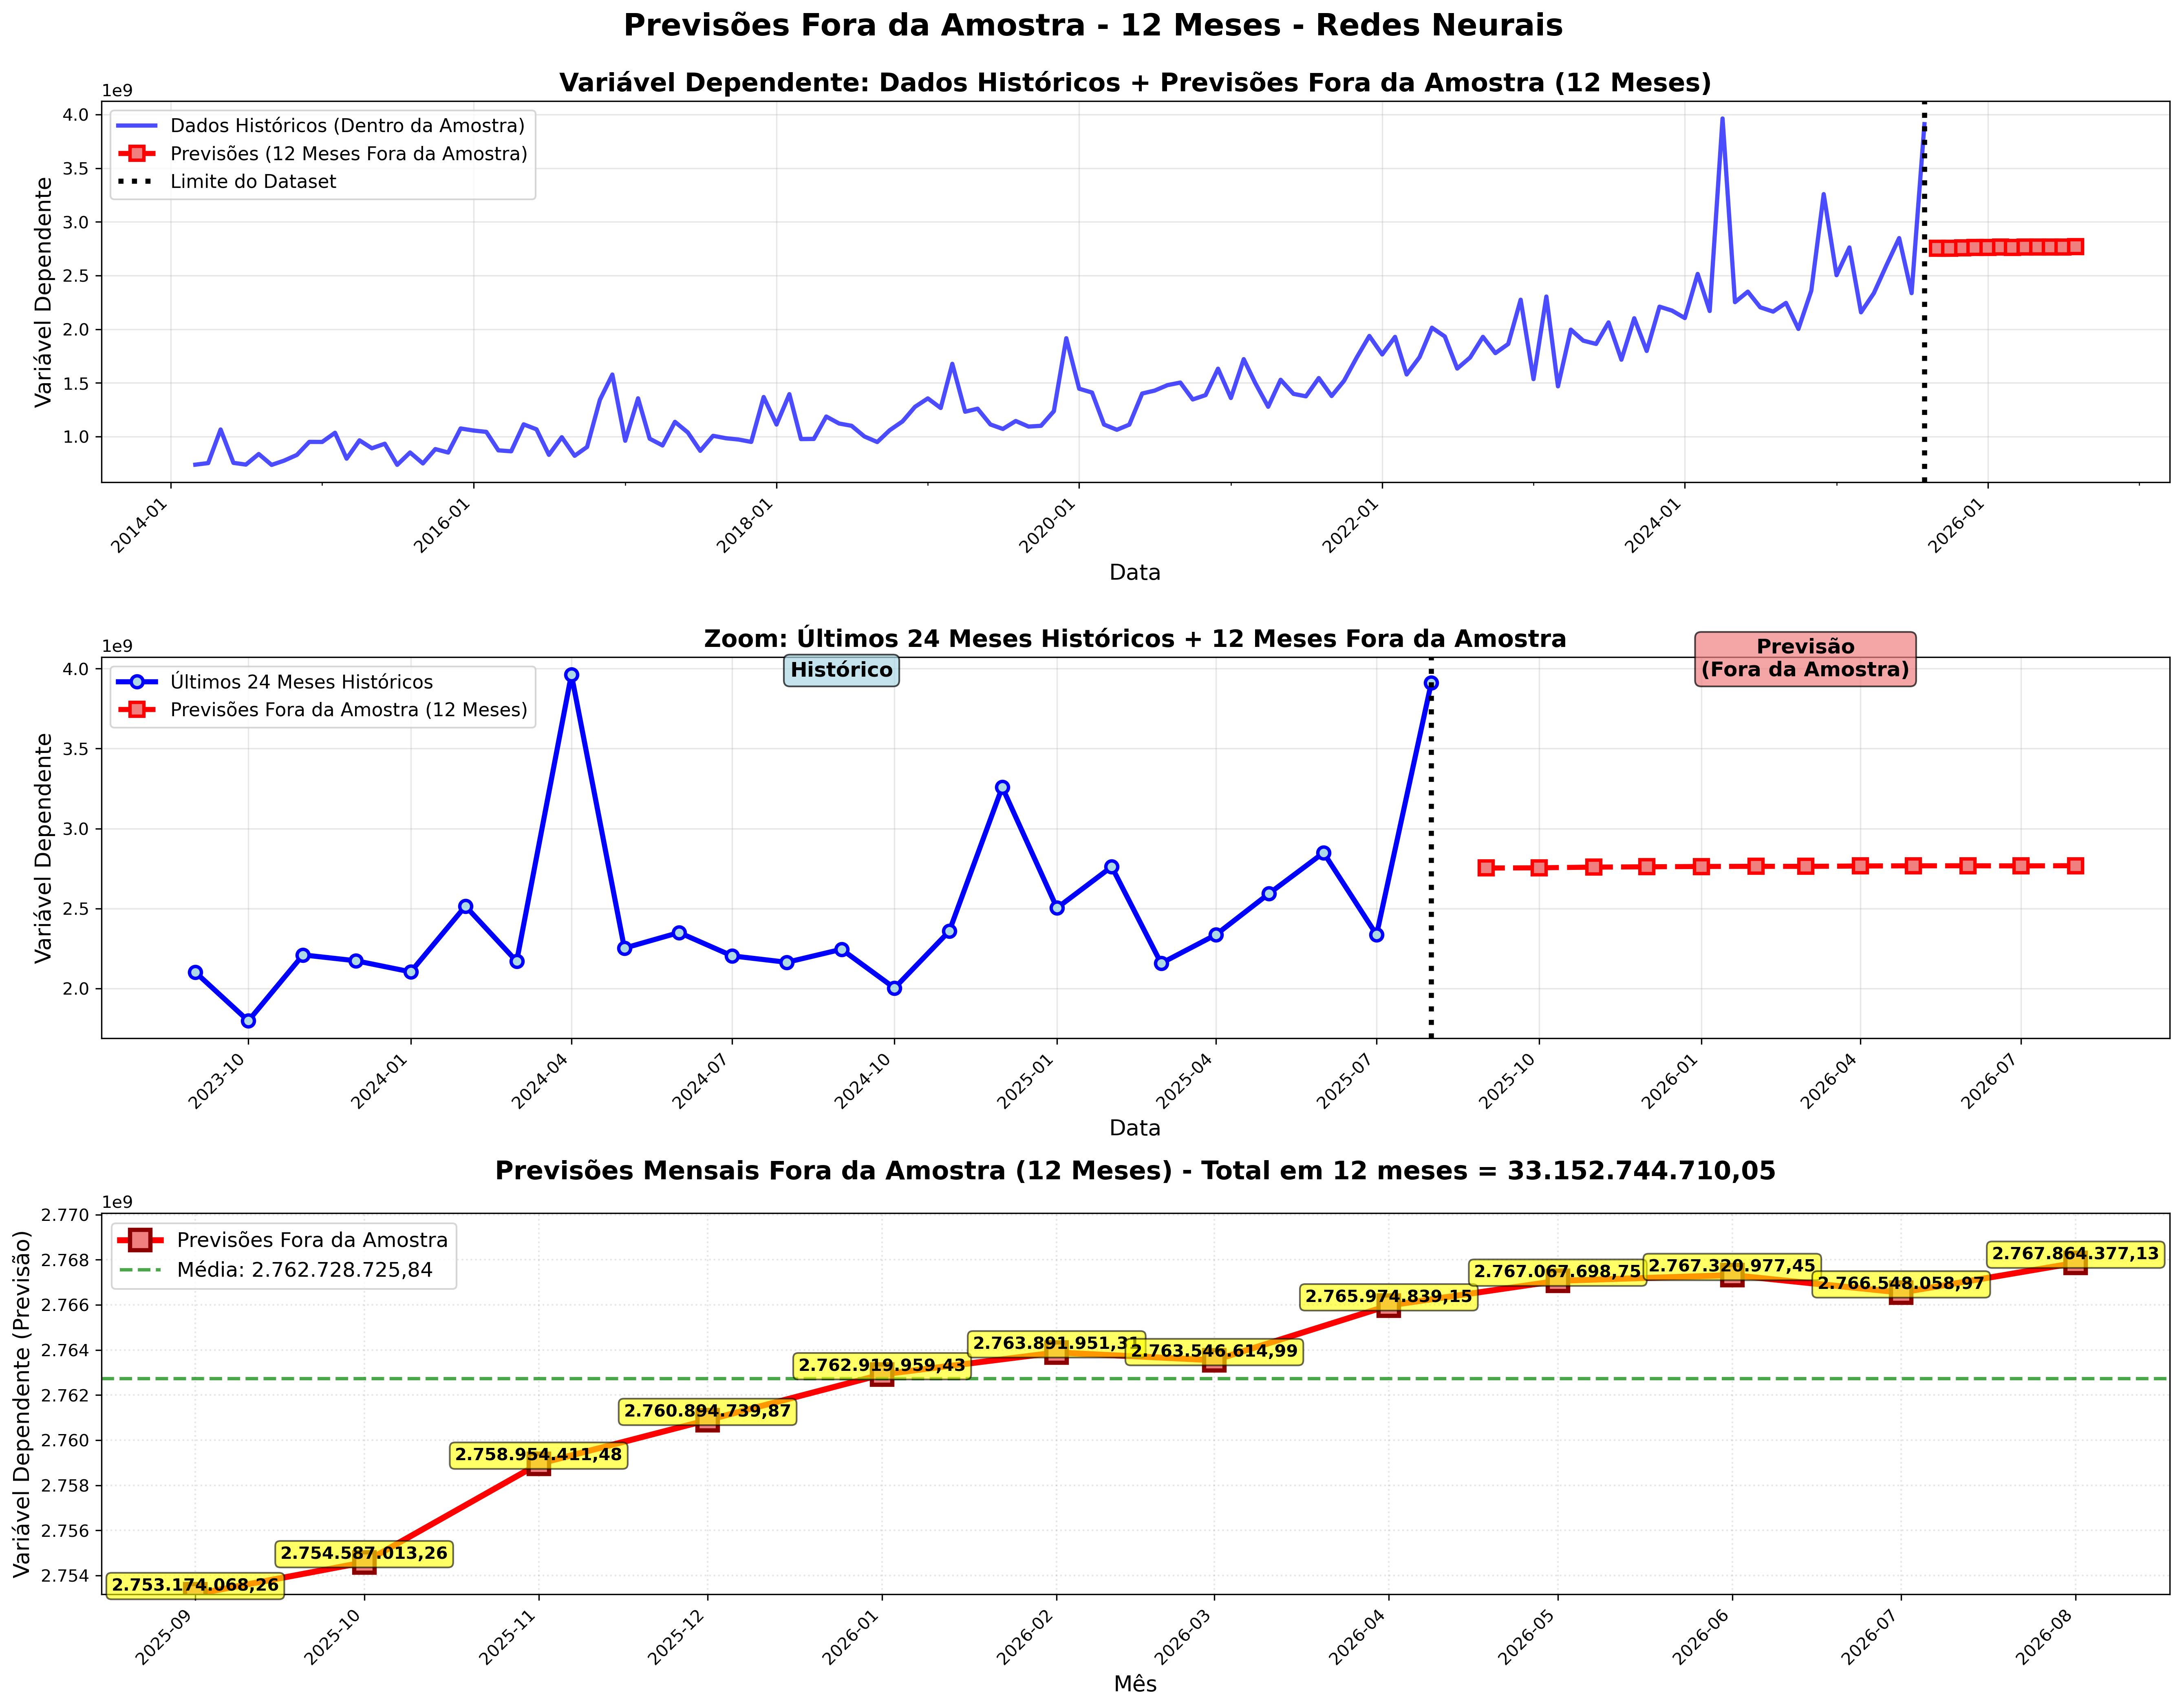 Previsões Fora da Amostra - 12 Meses - Redes Neurais
Variável Dependente: Dados Históricos + Previsões Fora da Amostra (12 Meses)
1e9
Dados Históricos (Dentro da Amostra)
Previsões (12 Meses Fora da Amostra)
Limite do Dataset
Variável Dependente
4.0
3.5
3.0
2.5
2.0
1.5
1.0
2014-01
2016-01
2018-01
2020-01
2022-01
2024-01
2026-01
Data
Zoom: Últimos 24 Meses Históricos + 12 Meses Fora da Amostra
1e9
Histórico
Previsão
(Fora da Amostra)
Últimos 24 Meses Históricos
Previsões Fora da Amostra (12 Meses)
Variável Dependente
4.0
3.5
3.0
2.5
2.0
2023-10
2024-01
2024-04
2024-07
2024-10
2025-01
2025-04
2025-07
2025-10
2026-01
2026-04
2026-07
Data
Previsões Mensais Fora da Amostra (12 Meses) - Total em 12 meses = 33.152.744.710,05
1e9
Previsões Fora da Amostra
Média: 2.762.728.725,84
Variável Dependente (Previsão)
2.770
2.768
2.766
2.764
2.762
2.760
2.758
2.756
2.754
2.753.174.068,26
2.754.587.013,26
2.758.954.411,48
2.760.894.739,87
2.762.919.959,43
2.763.891.951,31
2.763.546.614,99
2.765.974.839,15
2.767.067.698,75
2.767.320.977,45
2.766.548.058,97
2.767.864.377,13
2025-09
2025-10
2025-11
2025-12
2026-01
2026-02
2026-03
2026-04
2026-05
2026-06
2026-07
2026-08
Mês